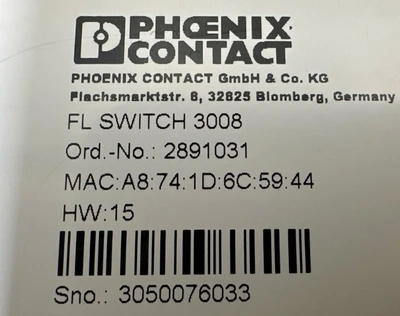 PHŒNIX
CONTACT
PHOENIX CONTACT GmbH & Co. KG
Flachsmarktstr. 8, 32825 Blomberg, Germany
FL SWITCH 3008
Ord.-No.: 2891031
MAC:A8:74:1D:6C:59:44
HW:15
Sno.: 3050076033